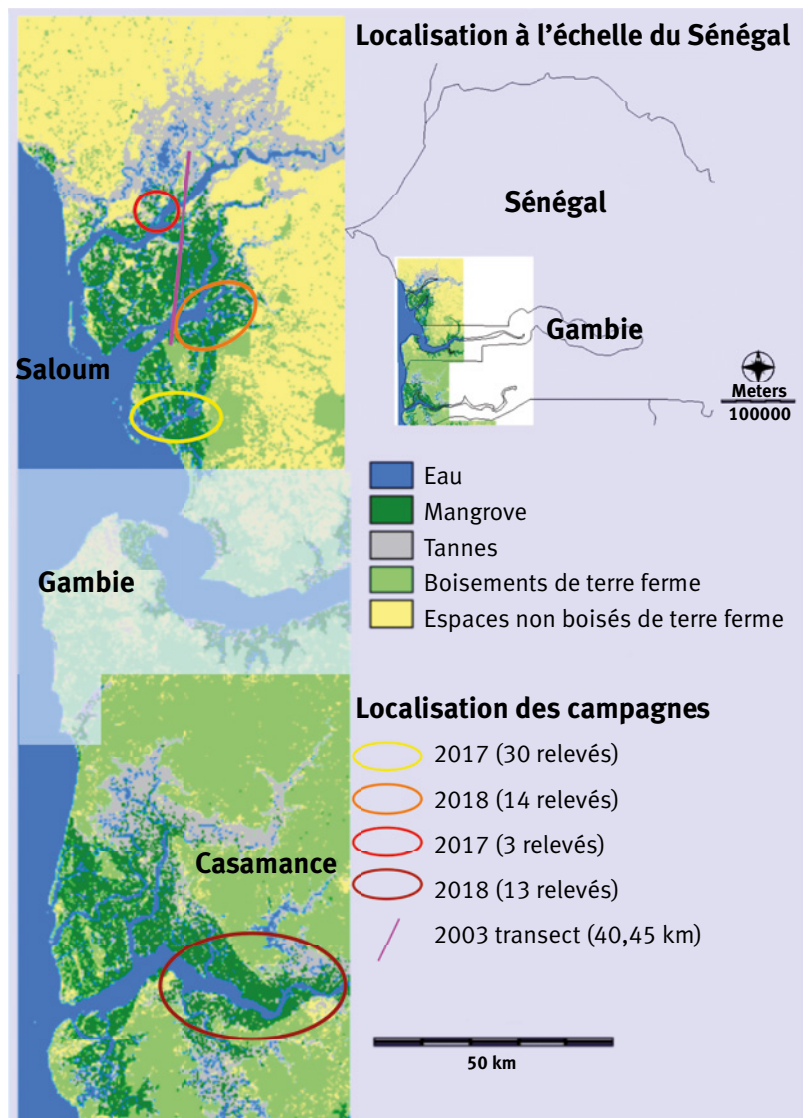 Localisation à l'échelle du Sénégal
Sénégal
Gambie
Meters
100000
Saloum
Gambie
Casamance
Eau
Mangrove
Tannes
Boisements de terre ferme
Espaces non boisés de terre ferme
Localisation des campagnes
2017 (30 relevés)
2018 (14 relevés)
2017 (3 relevés)
2018 (13 relevés)
2003 transect (40,45 km)
50 km